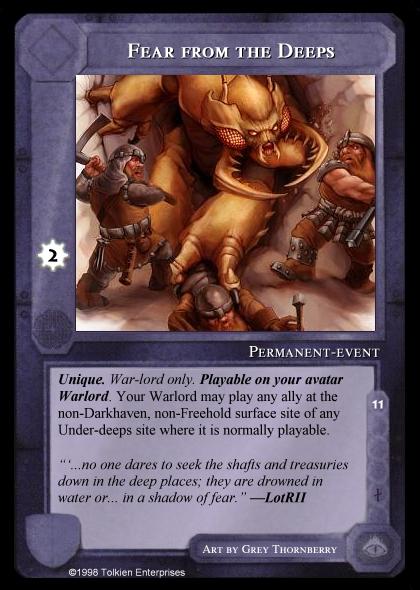 FEAR FROM THE DEEPS
2
PERMANENT-EVENT
Unique. War-lord only. Playable on your avatar
Warlord. Your Warlord may play any ally at the
non-Darkhaven, non-Freehold surface site of any
Under-deeps site where it is normally playable.
11
“‘...no one dares to seek the shafts and treasuries
down in the deep places; they are drowned in
water or... in a shadow of fear.” —LotRII
ART BY GREY THORNBERRY
©1998 Tolkien Enterprises